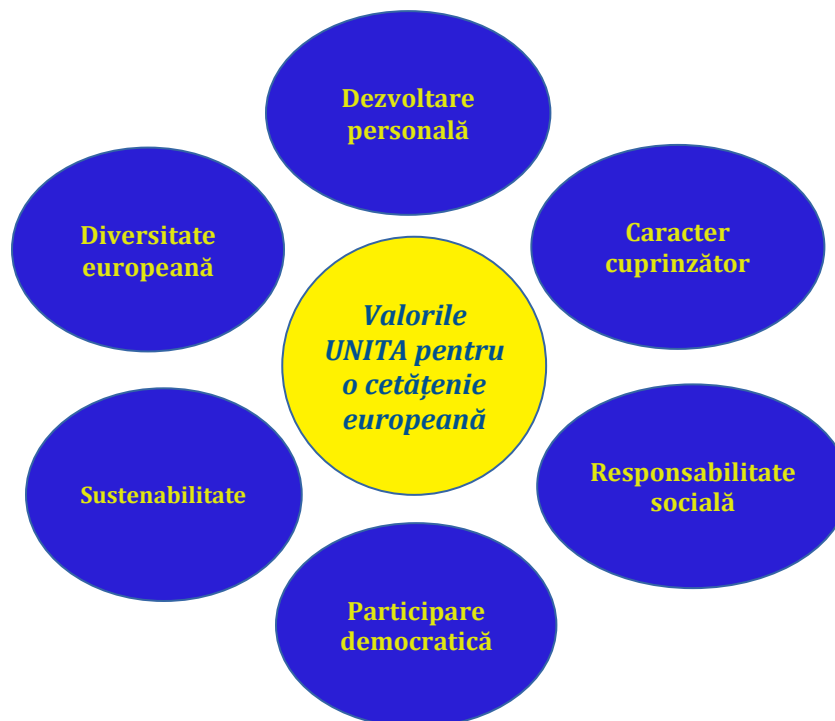 Dezvoltare
personală
Diversitate
europeană
Caracter
cuprinzător
Valorile
UNITA pentru
o cetățenie
europeană
Sustenabilitate
Responsabilitate
socială
Participare
democratică